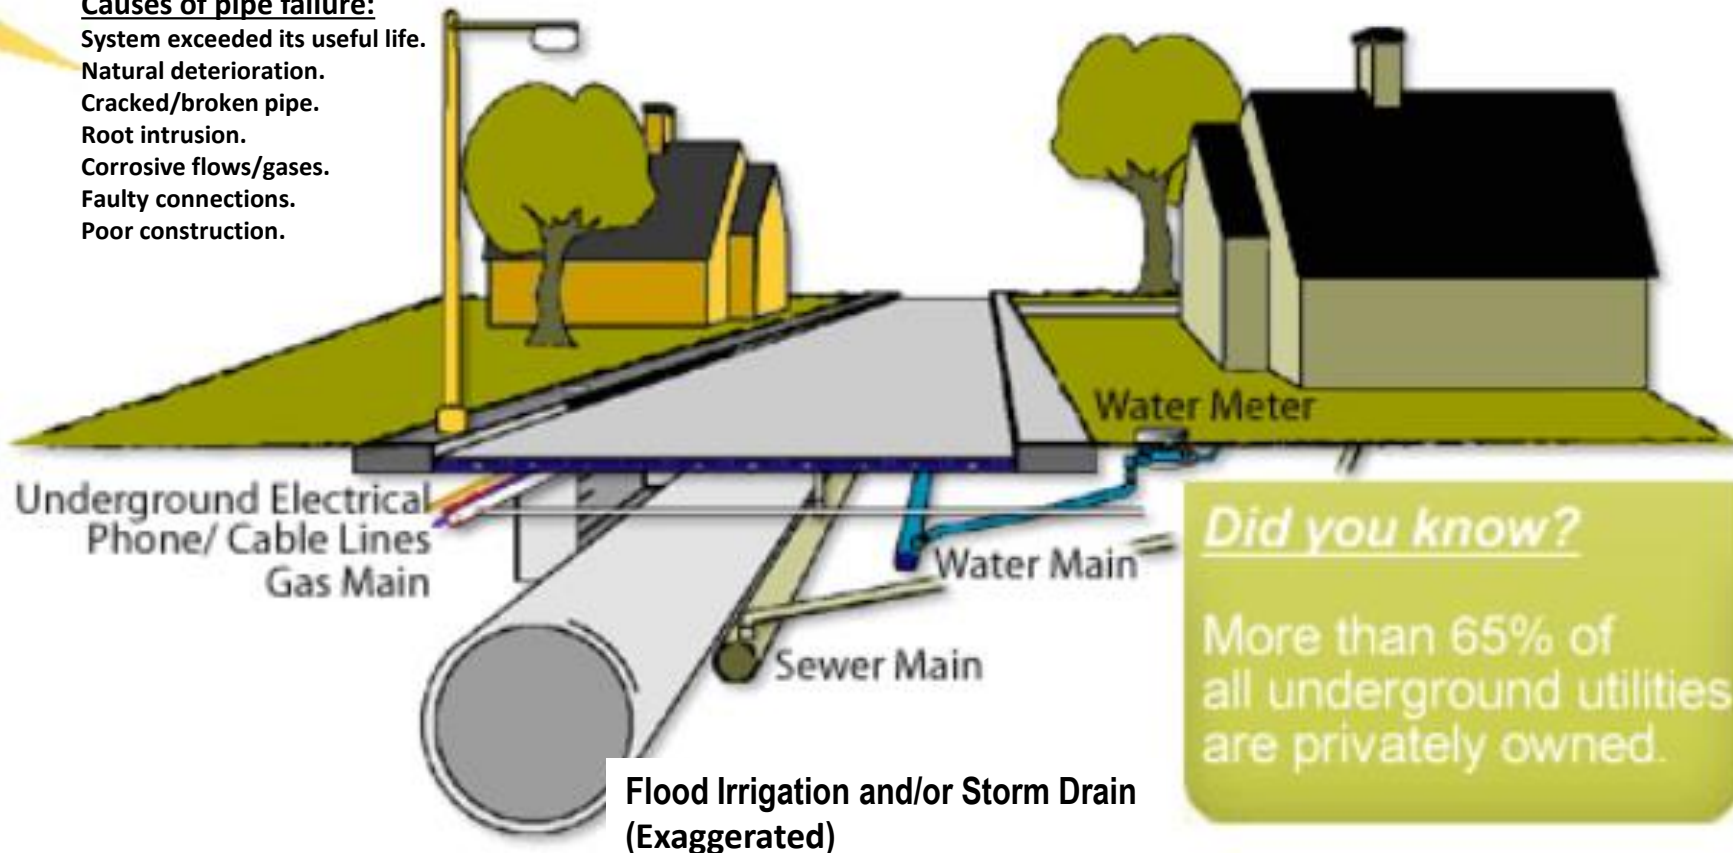 Causes of pipe failure:
System exceeded its useful life.
Natural deterioration.
Cracked/broken pipe.
Root intrusion.
Corrosive flows/gases.
Faulty connections.
Poor construction.
Water Meter
Underground Electrical
Phone/ Cable Lines
Gas Main
Water Main
Sewer Main
Did you know?
More than 65% of
all underground utilities
are privately owned.
Flood Irrigation and/or Storm Drain
(Exaggerated)